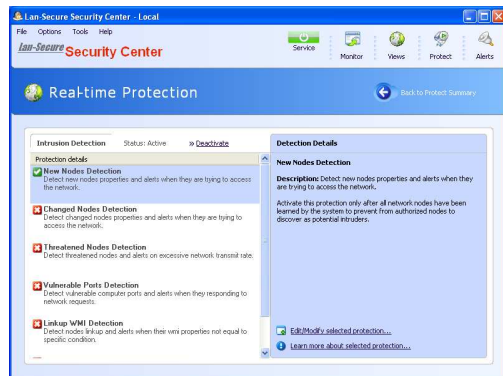 Lan-Secure Security Center - Local
File Options Tools Help
Lan-Secure Security Center
Service
Monitor
Views
Protect
Alerts
Real-time Protection
Back to Protect Summary
Intrusion Detection
Status: Active
» Deactivate
Protection details
New Nodes Detection
Detect new nodes properties and alerts when they are tying to access
the network.
Changed Nodes Detection
Detect changed nodes properties and alerts when they are tying to
access the network.
Threatened Nodes Detection
Detect threatened nodes and alerts on excessive network transmit rate.
Vulnerable Ports Detection
Detect vulnerable computer ports and alerts when they responding to
network requests.
Linkup WMI Detection
Detect nodes linkup and alerts when their wmi properties not equal to
specific condition.
Detection Details
New Nodes Detection
Description: Detect new nodes properties and alerts when they
are tying to access the network.
Activate this protection only after all network nodes have been
learned by the system to prevent from authorized nodes to
discover as potential intruders.
Edit/Modify selected protection...
Learn more about selected protection...